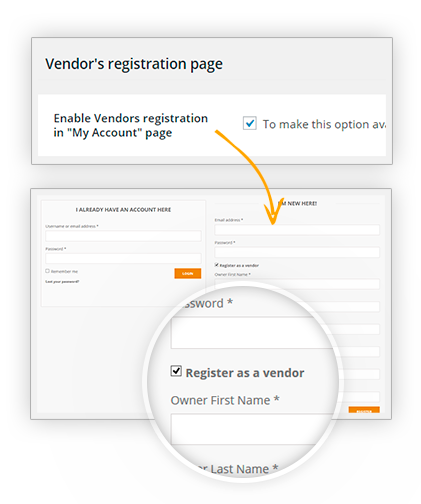 Vendor's registration page
Enable Vendors registration
in "My Account" page
To make this option ava
I ALREADY HAVE AN ACCOUNT HERE
Username or email address *
Password *
Remember me
LOGIN
Lost your password?
I'M NEW HERE!
Email address *
Password *
Register as a vendor
Owner First Name *
REGISTER
assword *
Register as a vendor
Owner First Name *
er Last Name *